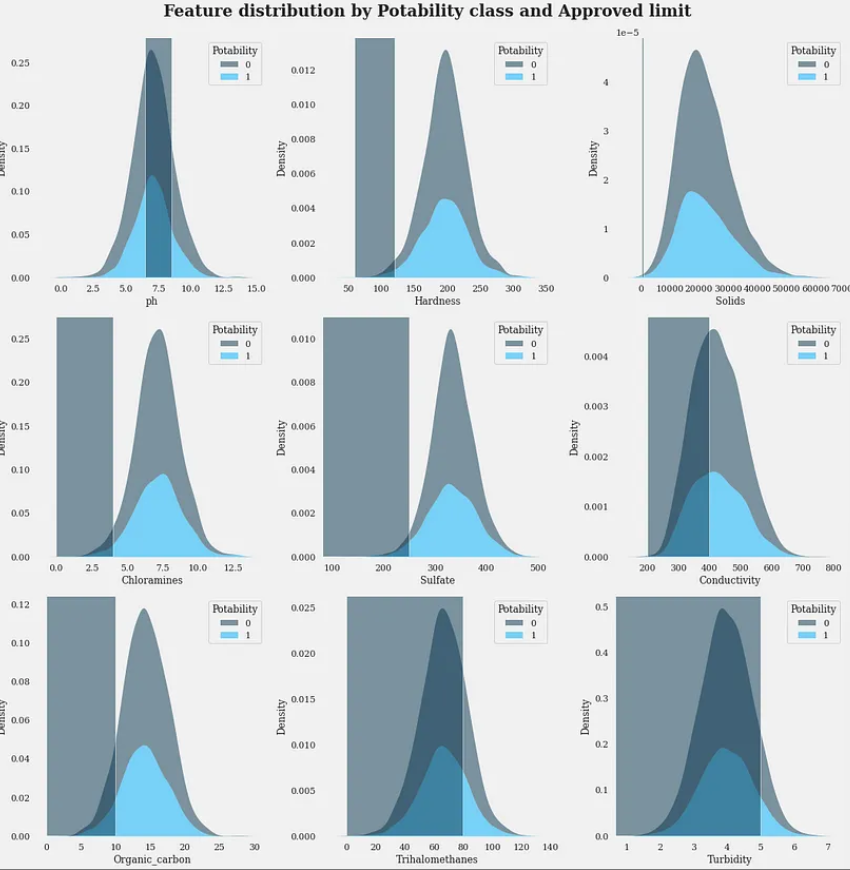 Feature distribution by Potability class and Approved limit
Potability
0
1
0.25
0.20
0.15
0.10
0.05
0.00
Density
0.0 2.5 5.0 7.5 10.0 12.5 15.0
ph
Potability
0
1
0.012
0.010
0.008
0.006
0.004
0.002
0.000
Density
50 100 150 200 250 300 350
Hardness
1e−5
Potability
0
1
4
3
2
1
0
Density
0 10000 20000 30000 40000 50000 60000 7000
Solids
Potability
0
1
0.25
0.20
0.15
0.10
0.05
0.00
Density
0.0 2.5 5.0 7.5 10.0 12.5
Chloramines
Potability
0
1
0.010
0.008
0.006
0.004
0.002
0.000
Density
100 200 300 400 500
Sulfate
Potability
0
1
0.004
0.003
0.002
0.001
0.000
Density
200 300 400 500 600 700 800
Conductivity
Potability
0
1
0.12
0.10
0.08
0.06
0.04
0.02
0.00
Density
0 5 10 15 20 25 30
Organic_carbon
Potability
0
1
0.025
0.020
0.015
0.010
0.005
0.000
Density
0 20 40 60 80 100 120 140
Trihalomethanes
Potability
0
1
0.5
0.4
0.3
0.2
0.1
0.0
Density
1 2 3 4 5 6 7
Turbidity